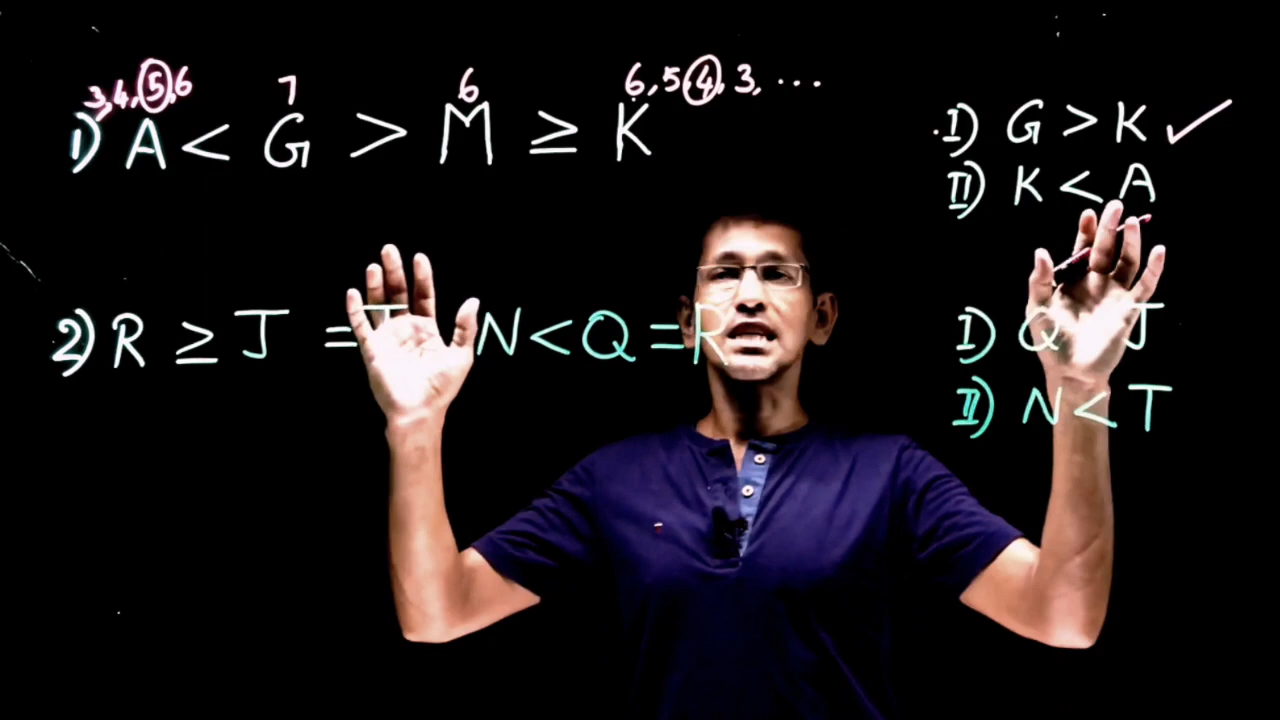 3, 4, 5, 6 7 6 6, 5, 4, 3, ...
1) A < G > M ≥ K
I) G > K ✓
II) K < A
2) R ≥ J = N < Q = R
I) Q J
II) N < T